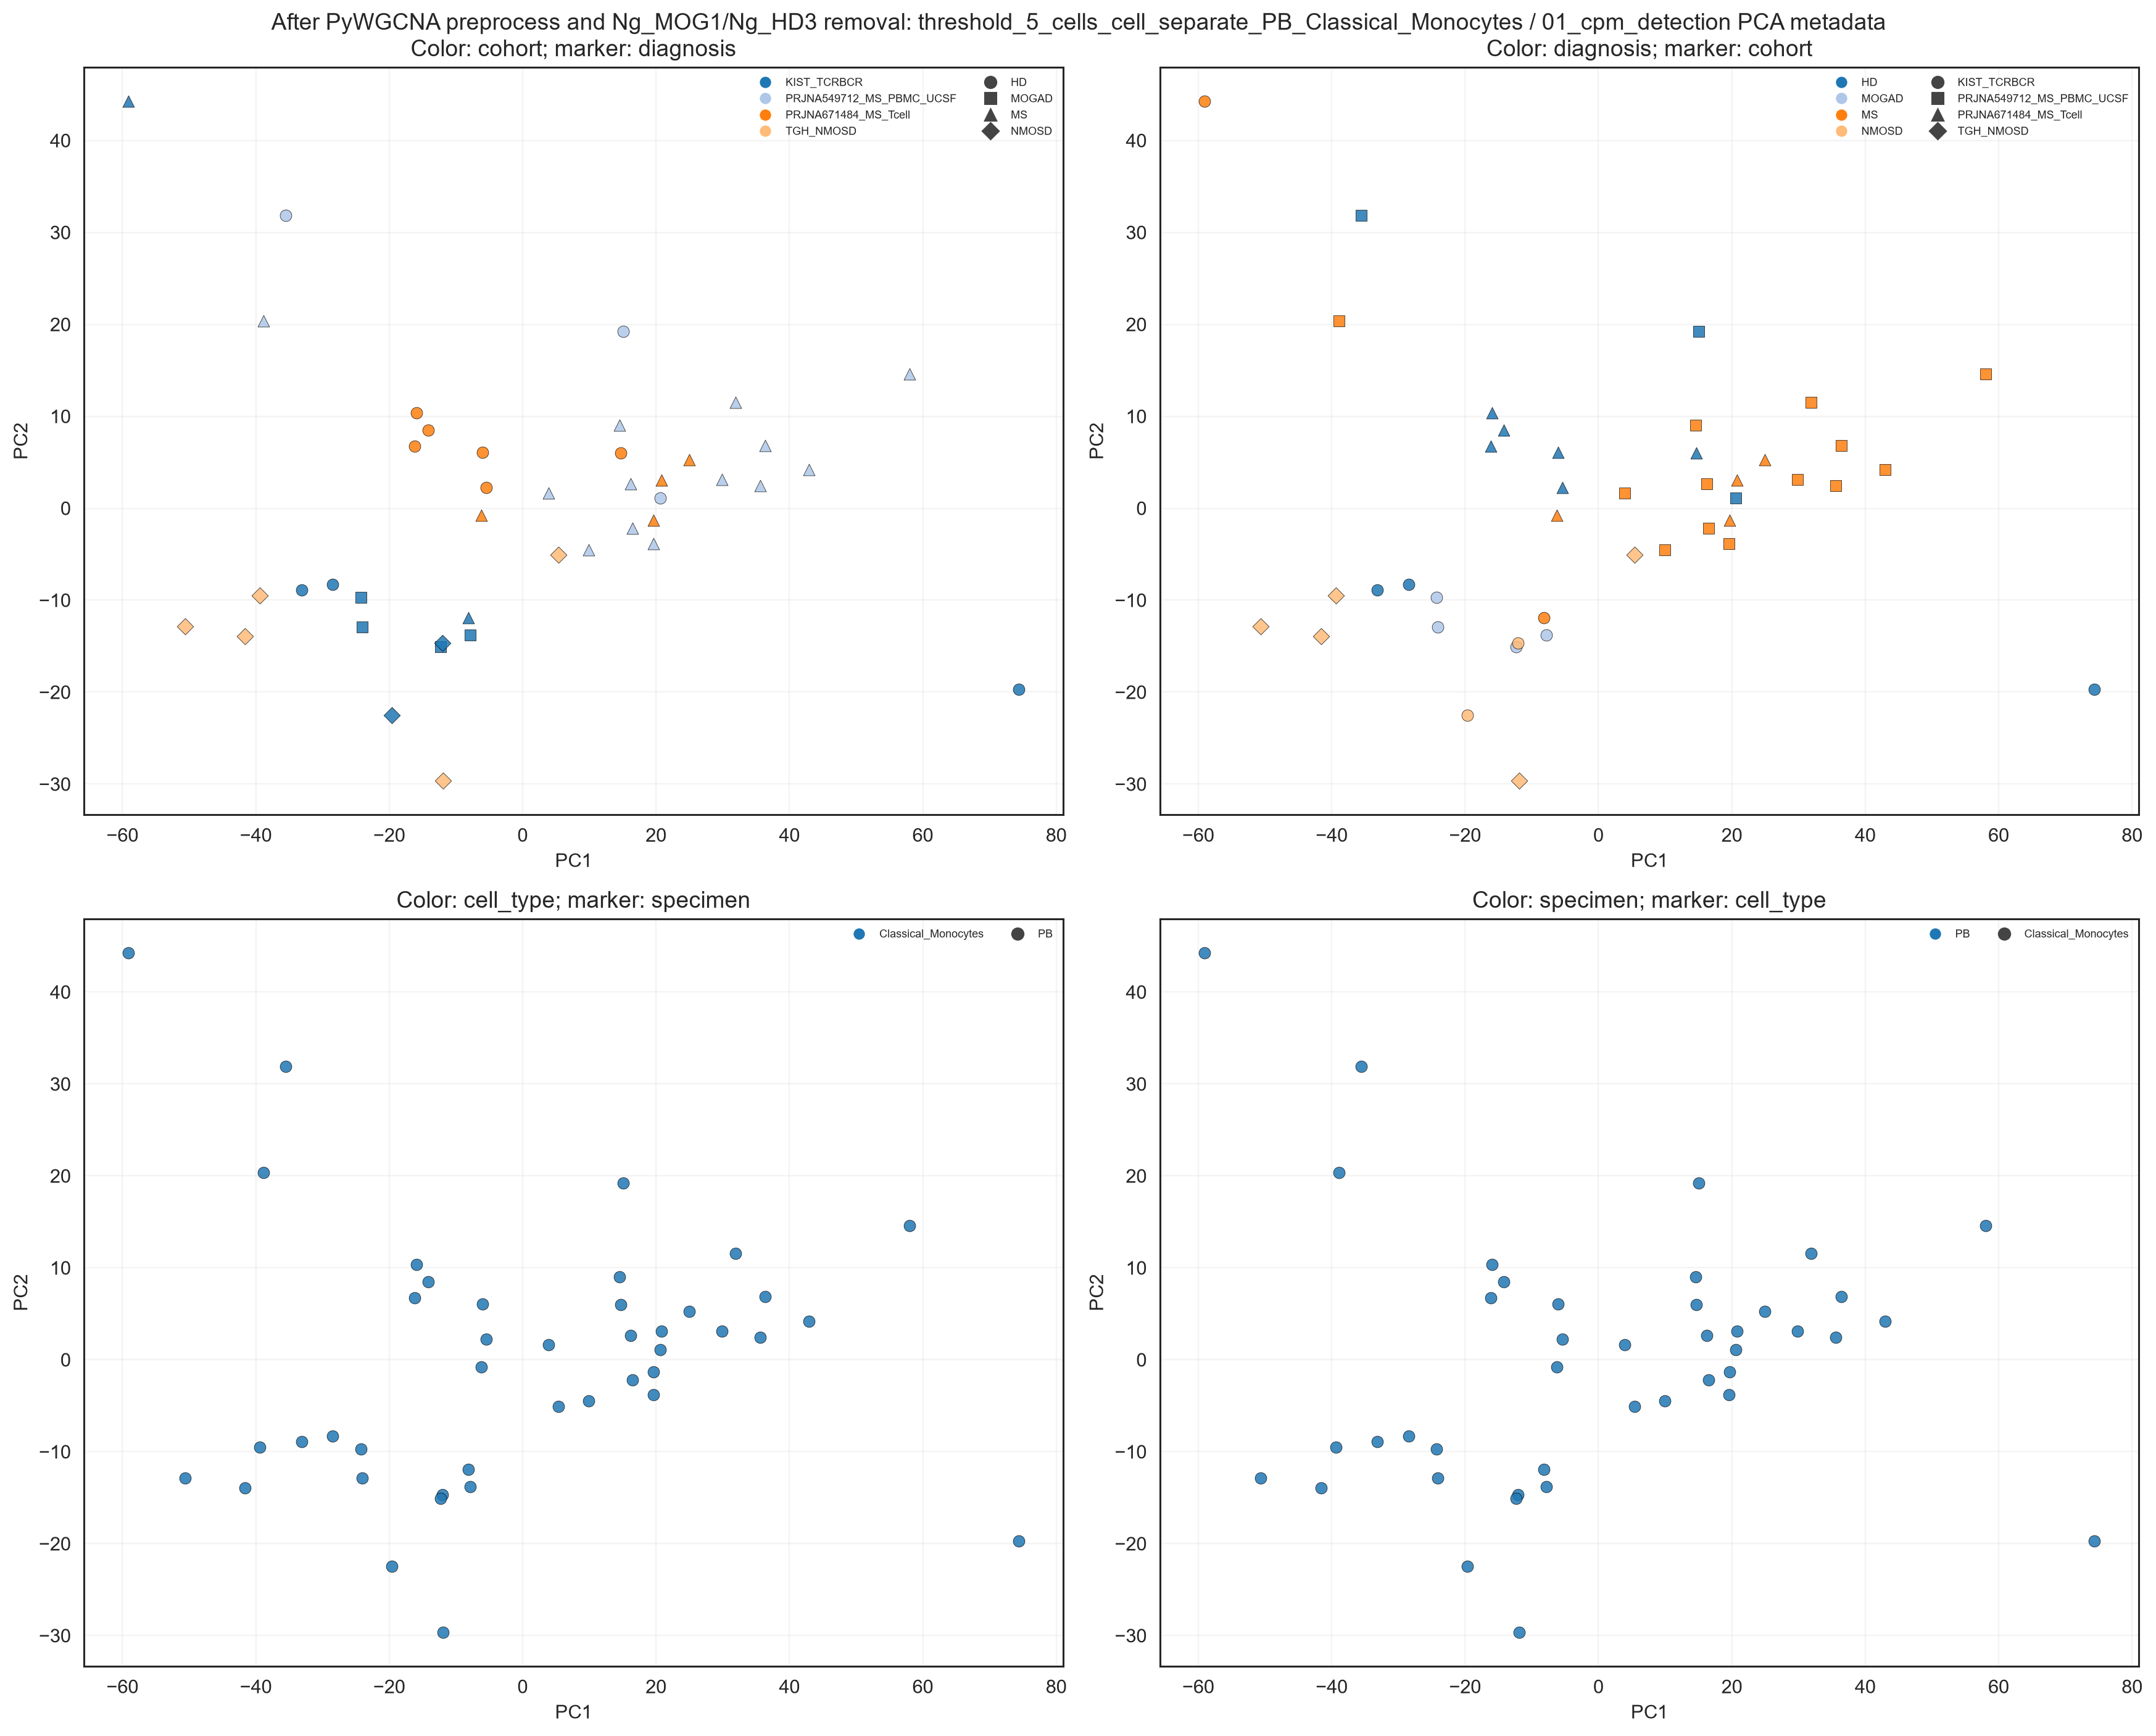 After PyWGCNA preprocess and Ng_MOG1/Ng_HD3 removal: threshold_5_cells_cell_separate_PB_Classical_Monocytes / 01_cpm_detection PCA metadata
Color: cohort; marker: diagnosis
KIST_TCRBCR
PRJNA549712_MS_PBMC_UCSF
PRJNA671484_MS_Tcell
TGH_NMOSD
HD
MOGAD
MS
NMOSD
40
30
20
10
0
−10
−20
−30
PC2
−60 −40 −20 0 20 40 60 80
PC1
Color: diagnosis; marker: cohort
HD
MOGAD
MS
NMOSD
KIST_TCRBCR
PRJNA549712_MS_PBMC_UCSF
PRJNA671484_MS_Tcell
TGH_NMOSD
40
30
20
10
0
−10
−20
−30
PC2
−60 −40 −20 0 20 40 60 80
PC1
Color: cell_type; marker: specimen
Classical_Monocytes PB
40
30
20
10
0
−10
−20
−30
PC2
−60 −40 −20 0 20 40 60 80
PC1
Color: specimen; marker: cell_type
PB Classical_Monocytes
40
30
20
10
0
−10
−20
−30
PC2
−60 −40 −20 0 20 40 60 80
PC1